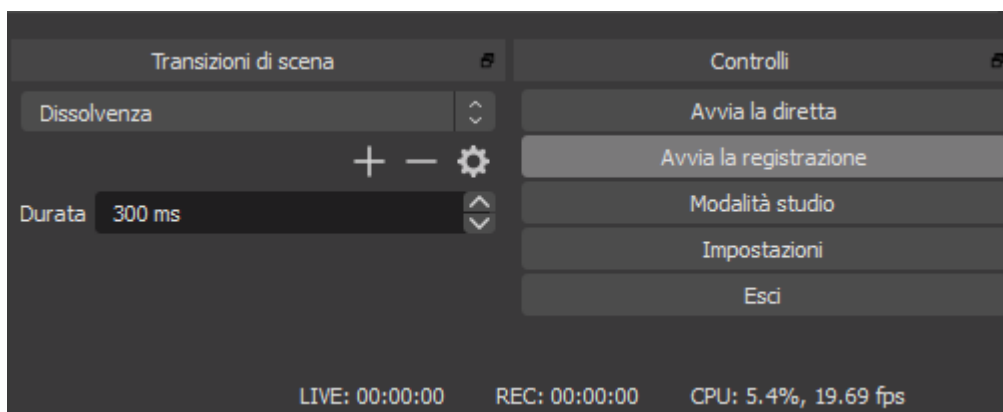 Transizioni di scena
Dissolvenza
Durata 300 ms
Controlli
Avvia la diretta
Avvia la registrazione
Modalità studio
Impostazioni
Esci
LIVE: 00:00:00 REC: 00:00:00 CPU: 5.4%, 19.69 fps